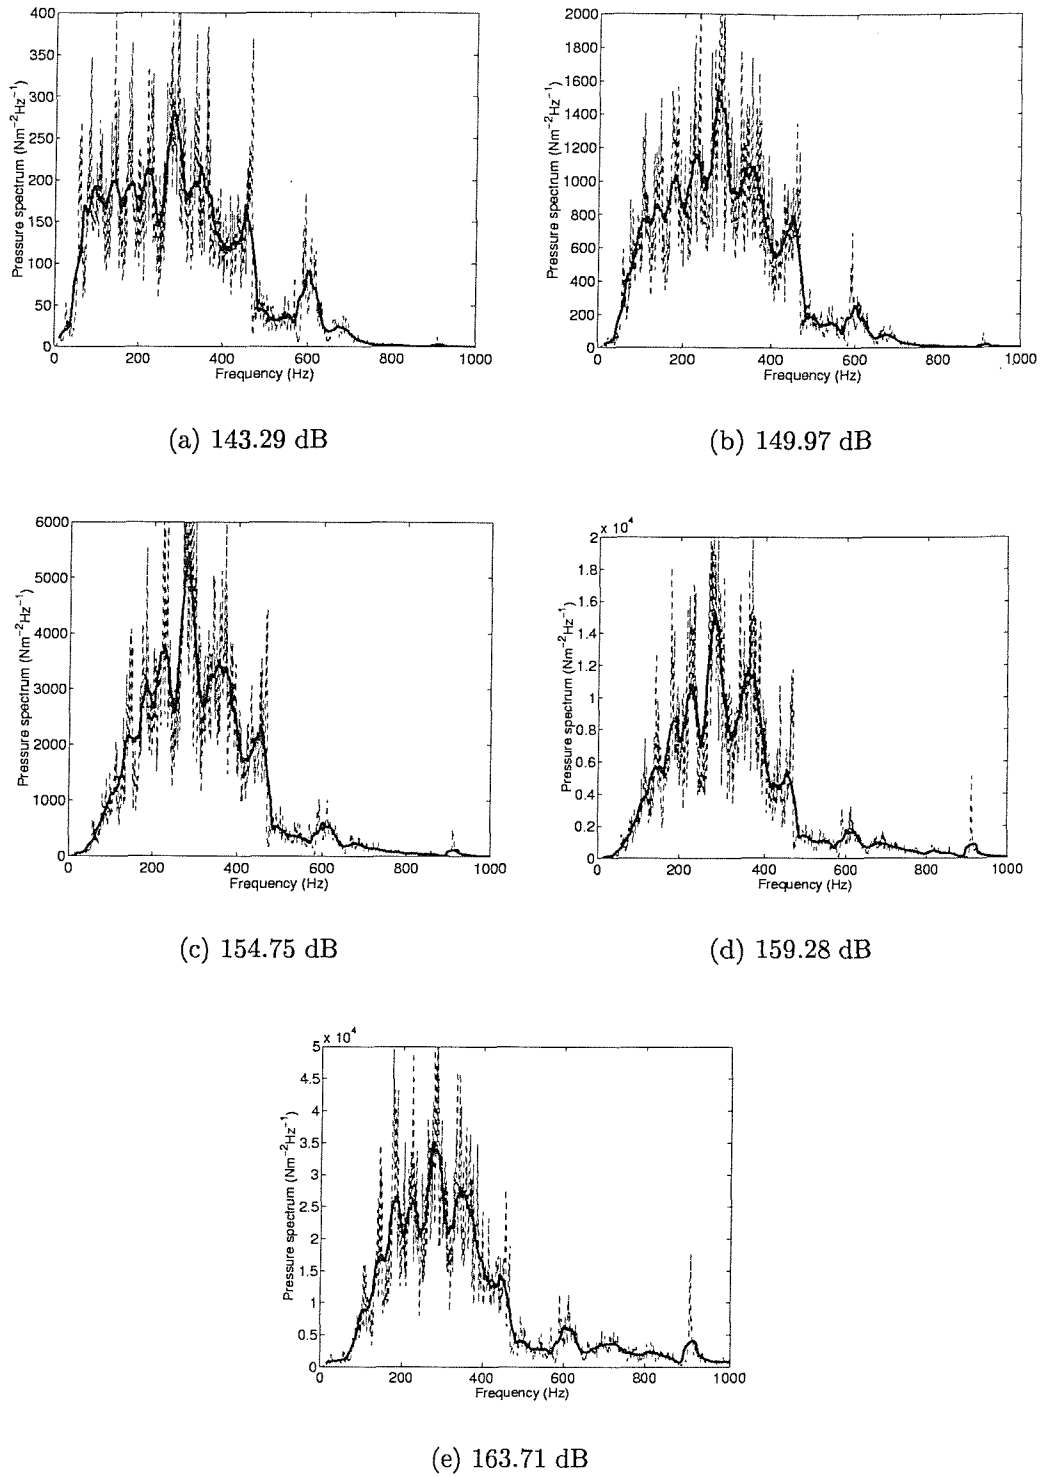 400
350
300
250
200
150
100
50
0
Pressure spectrum (Nm⁻²Hz⁻¹)
0 200 400 600 800 1000
Frequency (Hz)
(a) 143.29 dB
2000
1800
1600
1400
1200
1000
800
600
400
200
0
Pressure spectrum (Nm⁻²Hz⁻¹)
0 200 400 600 800 1000
Frequency (Hz)
(b) 149.97 dB
6000
5000
4000
3000
2000
1000
0
Pressure spectrum (Nm⁻²Hz⁻¹)
0 200 400 600 800 1000
Frequency (Hz)
(c) 154.75 dB
x 10⁴
2
1.8
1.6
1.4
1.2
1
0.8
0.6
0.4
0.2
0
Pressure spectrum (Nm⁻²Hz⁻¹)
0 200 400 600 800 1000
Frequency (Hz)
(d) 159.28 dB
x 10⁴
5
4.5
4
3.5
3
2.5
2
1.5
1
0.5
0
Pressure spectrum (Nm⁻²Hz⁻¹)
0 200 400 600 800 1000
Frequency (Hz)
(e) 163.71 dB